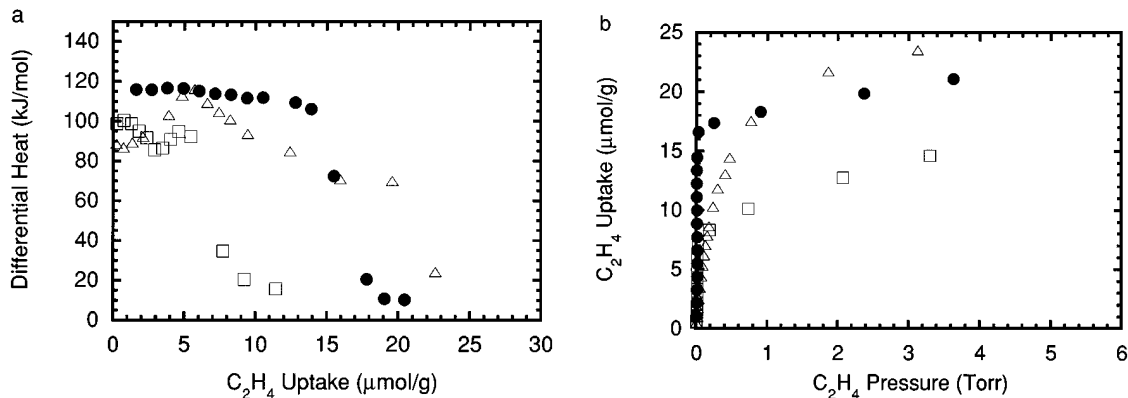 a
Differential Heat (kJ/mol)
140
120
100
80
60
40
20
0
0 5 10 15 20 25 30
C₂H₄ Uptake (μmol/g)
b
C₂H₄ Uptake (μmol/g)
25
20
15
10
5
0
0 1 2 3 4 5 6
C₂H₄ Pressure (Torr)